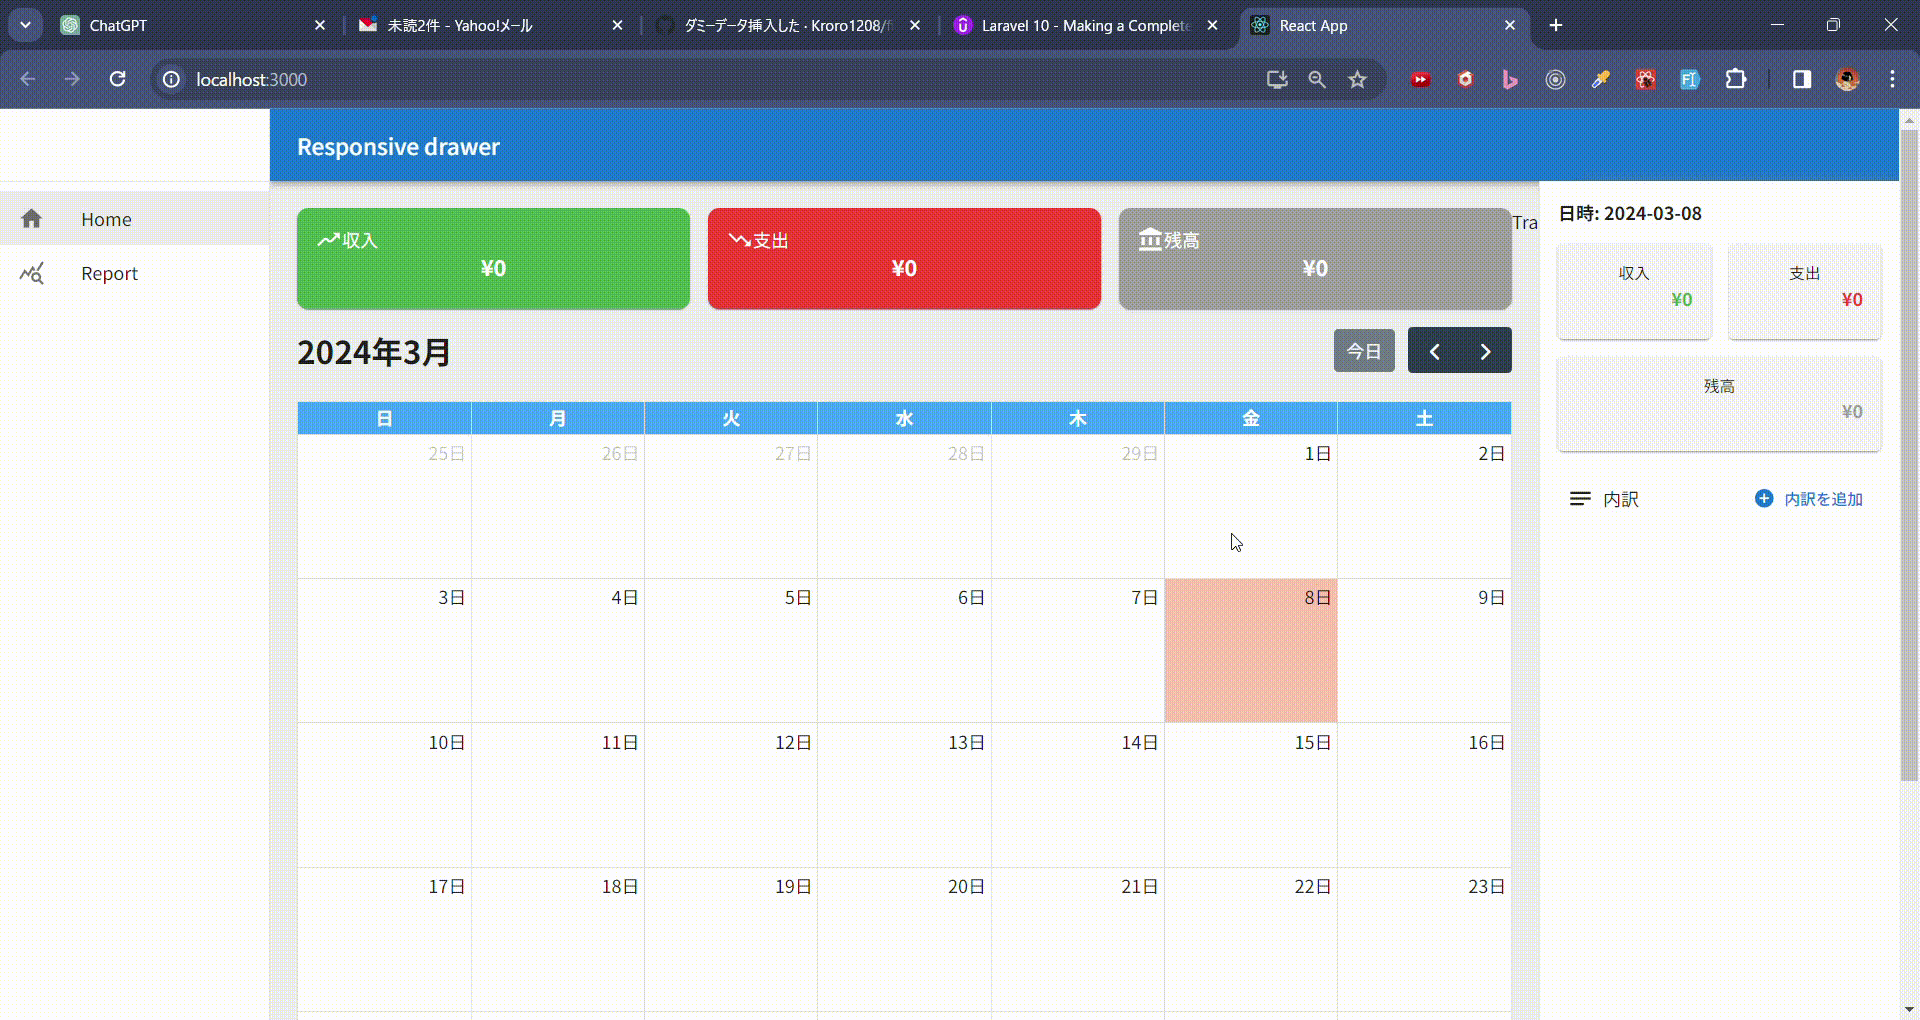 ChatGPT
未読2件 - Yahoo!メール
ダミーデータ挿入した · Kroro1208/f
Laravel 10 - Making a Complete
React App
localhost:3000
Responsive drawer
Home
Report
収入
¥0
支出
¥0
残高
¥0
Tra
2024年3月
今日
日 月 火 水 木 金 土
25日 26日 27日 28日 29日 1日 2日
3日 4日 5日 6日 7日 8日 9日
10日 11日 12日 13日 14日 15日 16日
17日 18日 19日 20日 21日 22日 23日
日時: 2024-03-08
収入
¥0
支出
¥0
残高
¥0
内訳
内訳を追加